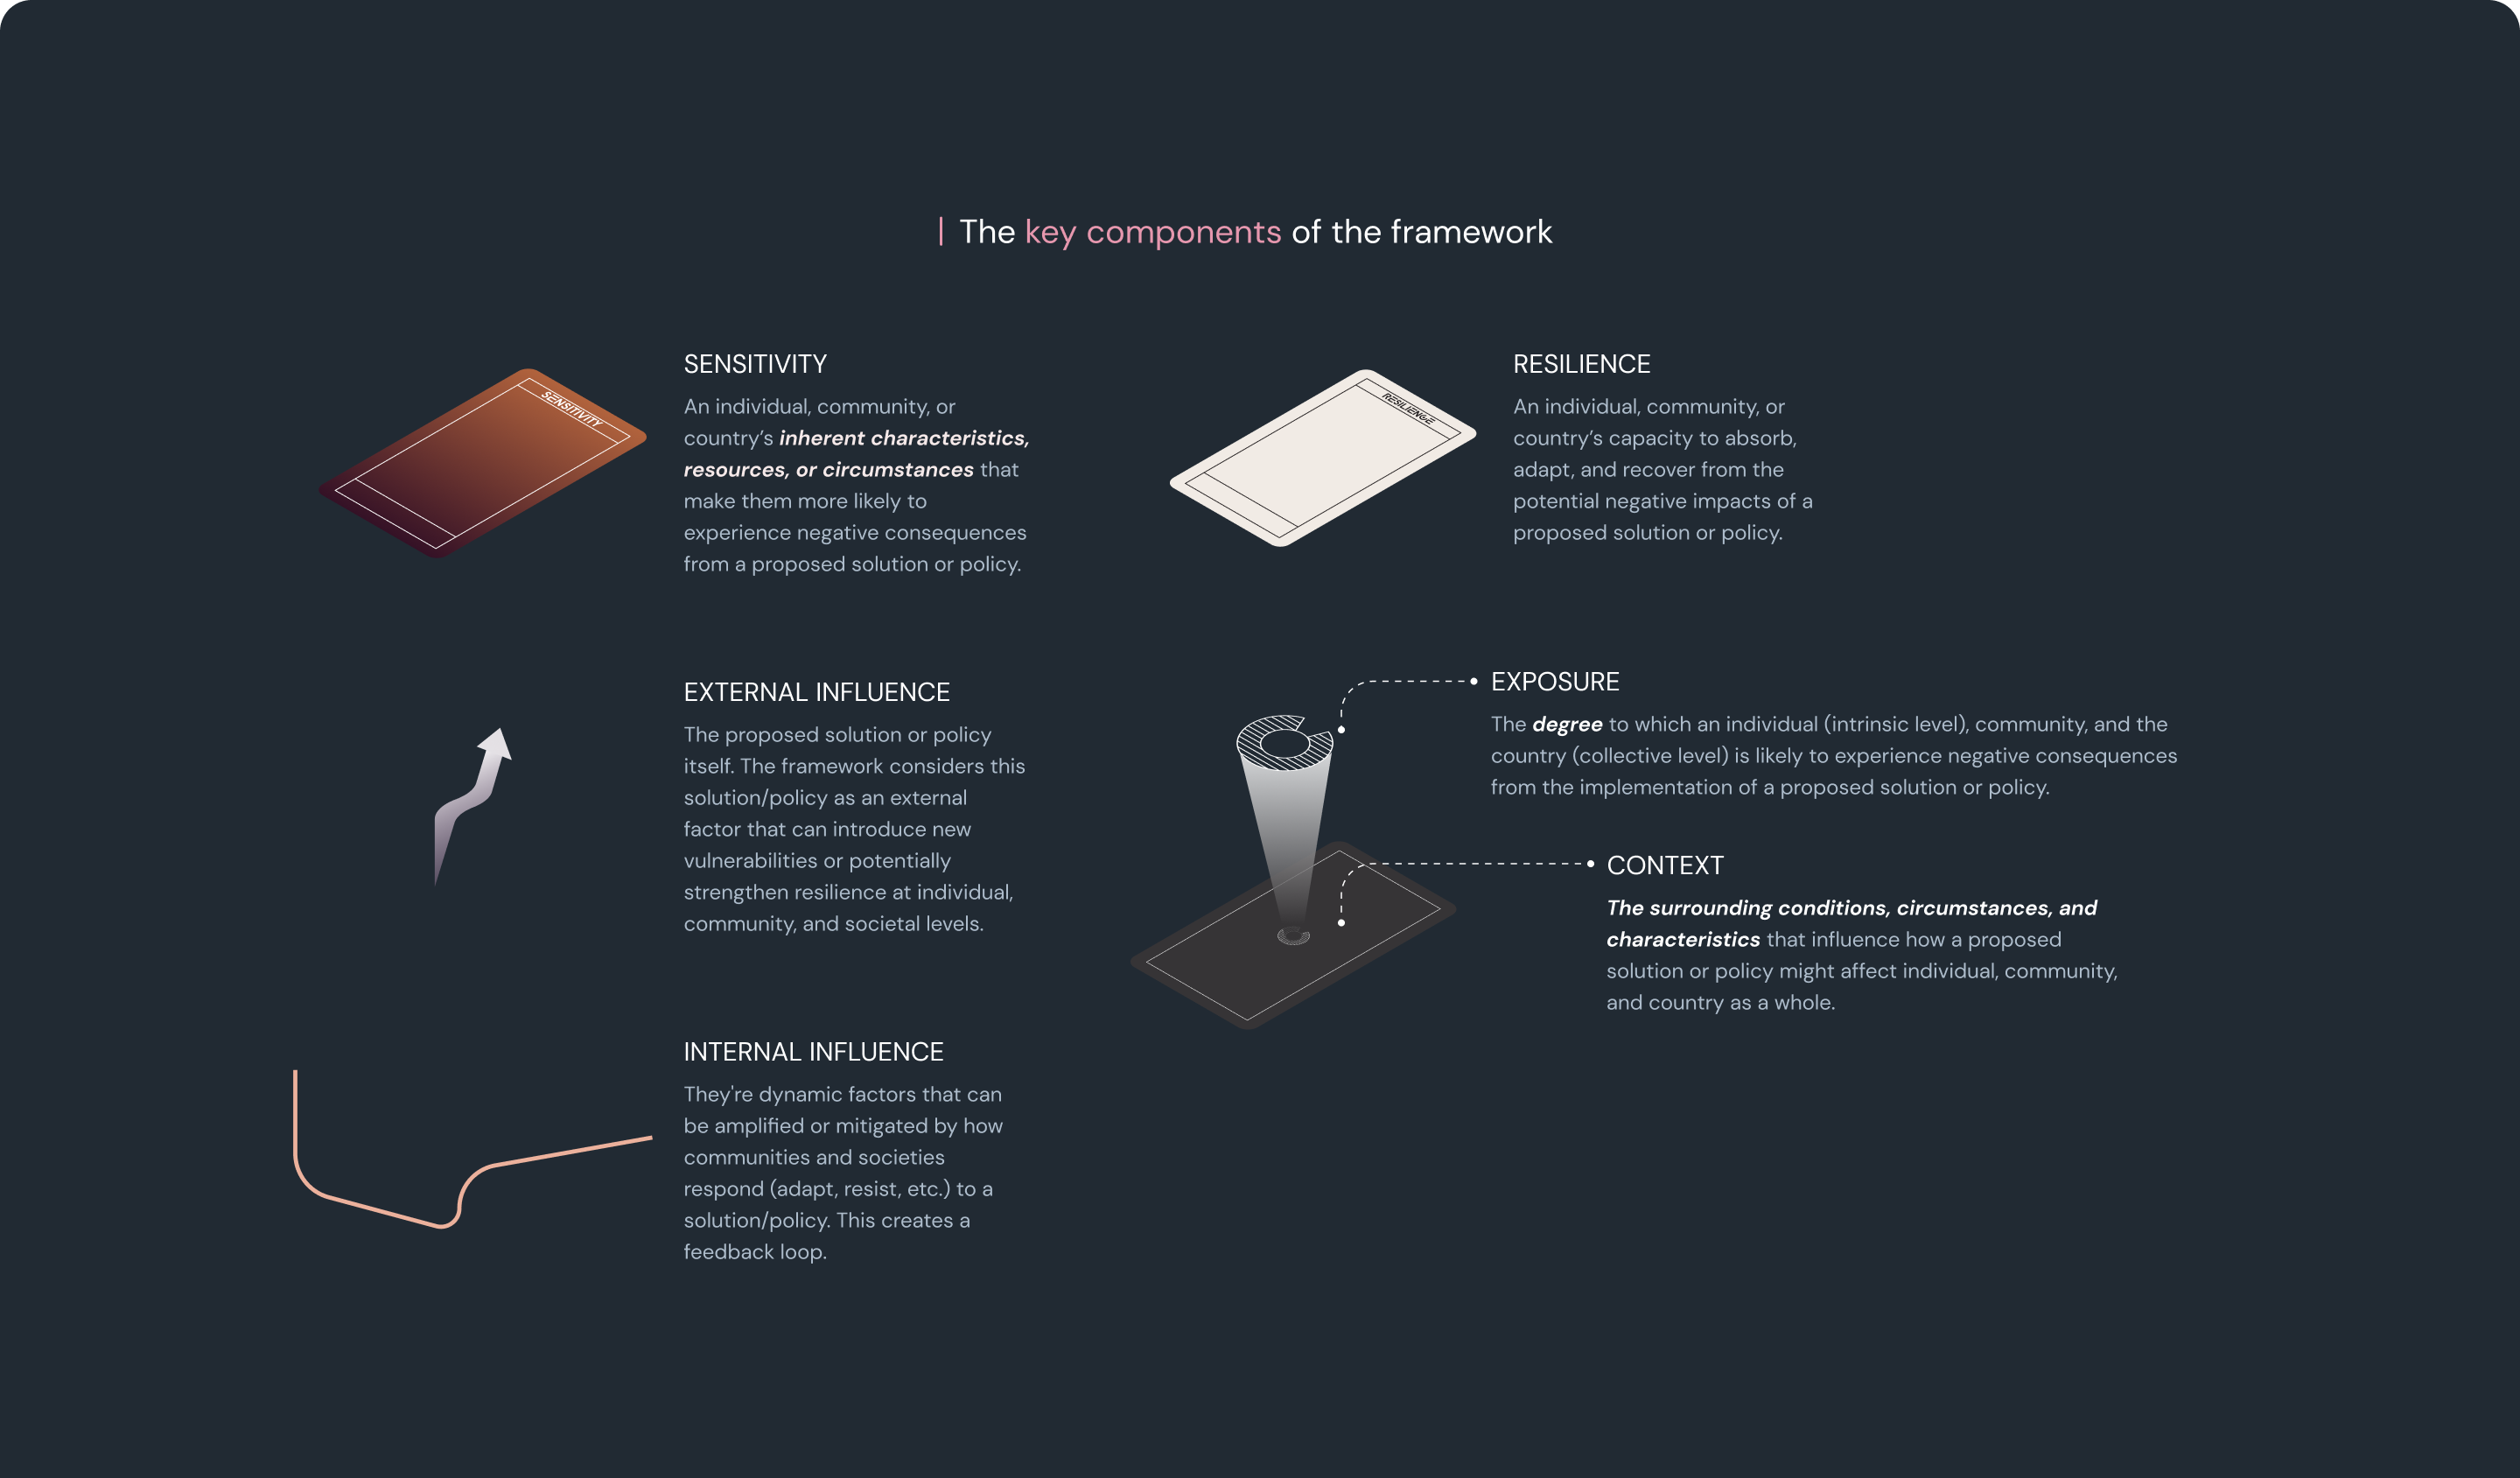 The key components of the framework
SENSITIVITY
SENSITIVITY
An individual, community, or
country’s inherent characteristics,
resources, or circumstances that
make them more likely to
experience negative consequences
from a proposed solution or policy.
RESILIENCE
RESILIENCE
An individual, community, or
country’s capacity to absorb,
adapt, and recover from the
potential negative impacts of a
proposed solution or policy.
EXTERNAL INFLUENCE
The proposed solution or policy
itself. The framework considers this
solution/policy as an external
factor that can introduce new
vulnerabilities or potentially
strengthen resilience at individual,
community, and societal levels.
EXPOSURE
The degree to which an individual (intrinsic level), community, and the
country (collective level) is likely to experience negative consequences
from the implementation of a proposed solution or policy.
CONTEXT
The surrounding conditions, circumstances, and
characteristics that influence how a proposed
solution or policy might affect individual, community,
and country as a whole.
INTERNAL INFLUENCE
They're dynamic factors that can
be amplified or mitigated by how
communities and societies
respond (adapt, resist, etc.) to a
solution/policy. This creates a
feedback loop.